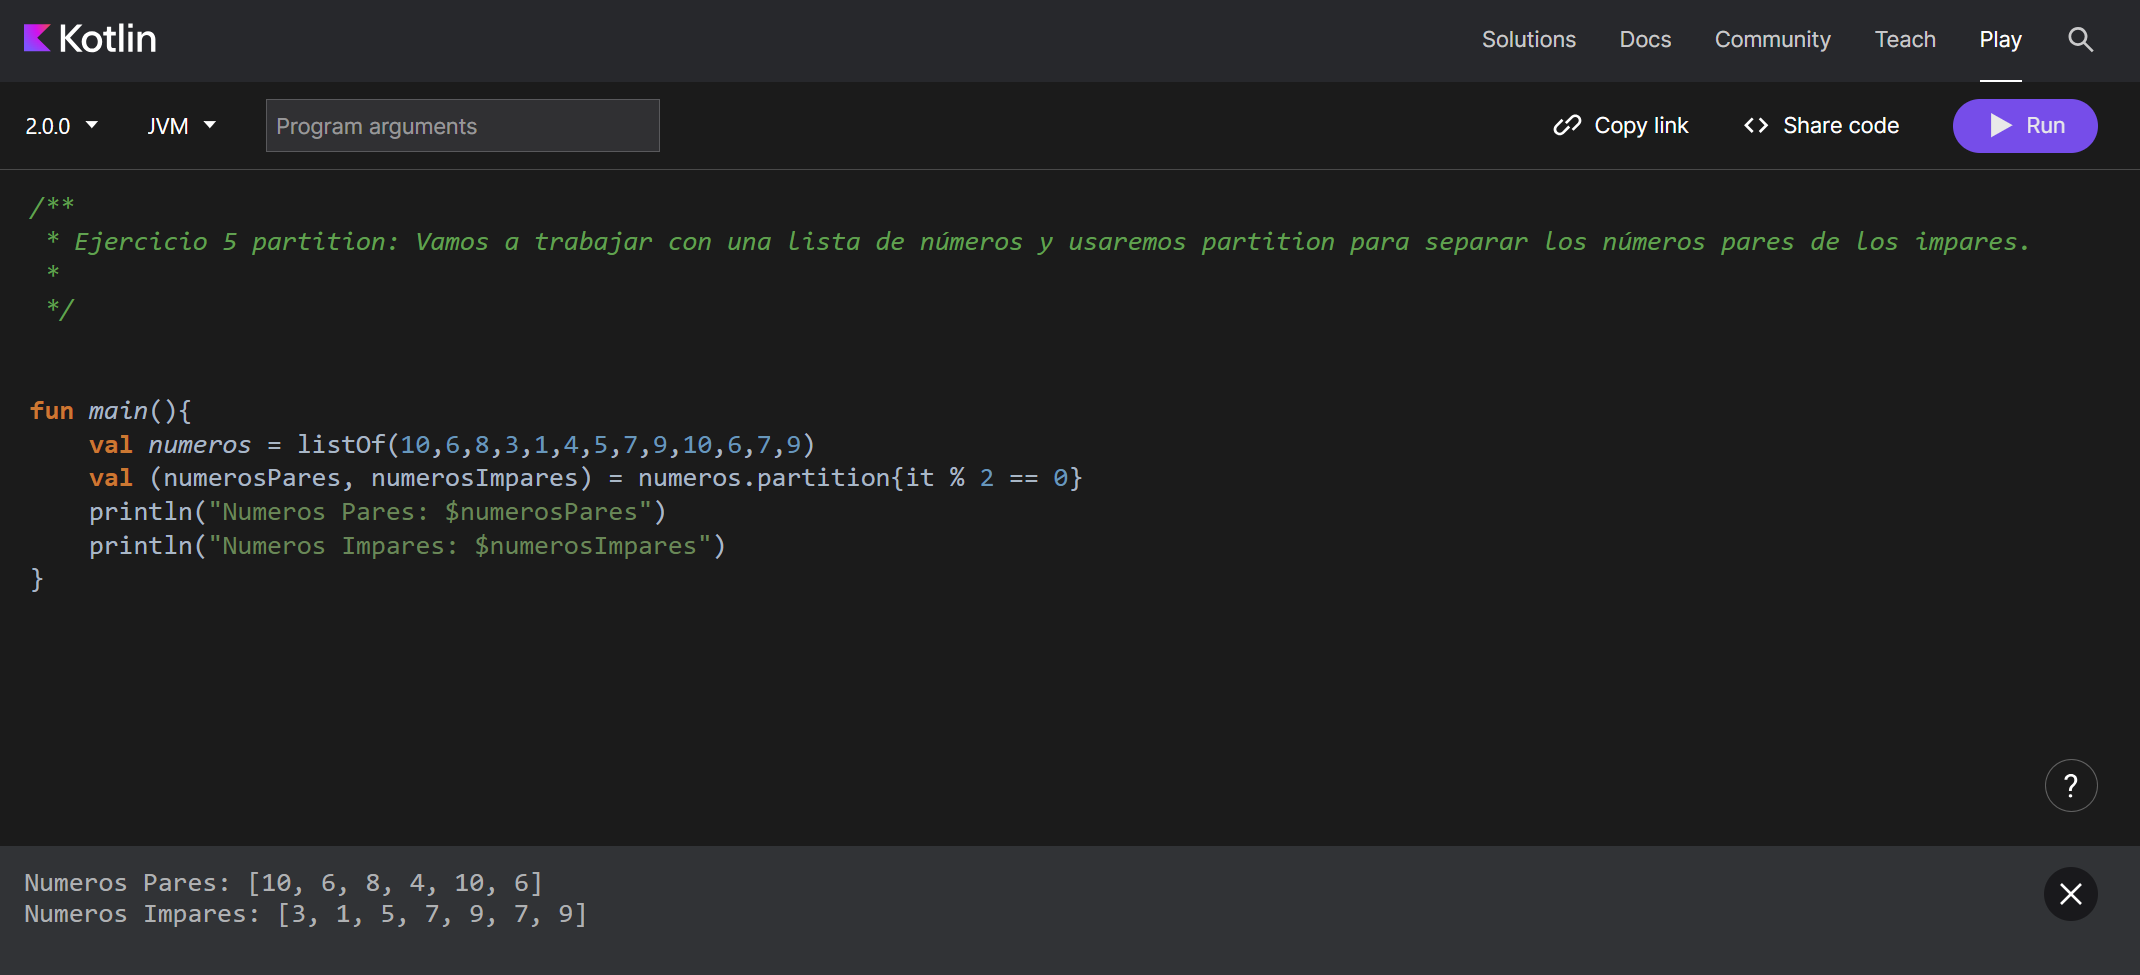 Kotlin
Solutions Docs Community Teach Play
2.0.0 JVM Program arguments Copy link <> Share code Run
/**
 * Ejercicio 5 partition: Vamos a trabajar con una lista de números y usaremos partition para separar los números pares de los impares.
 *
 */
fun main(){
    val numeros = listOf(10,6,8,3,1,4,5,7,9,10,6,7,9)
    val (numerosPares, numerosImpares) = numeros.partition{it % 2 == 0}
    println("Numeros Pares: $numerosPares")
    println("Numeros Impares: $numerosImpares")
}
?
Numeros Pares: [10, 6, 8, 4, 10, 6]
Numeros Impares: [3, 1, 5, 7, 9, 7, 9]